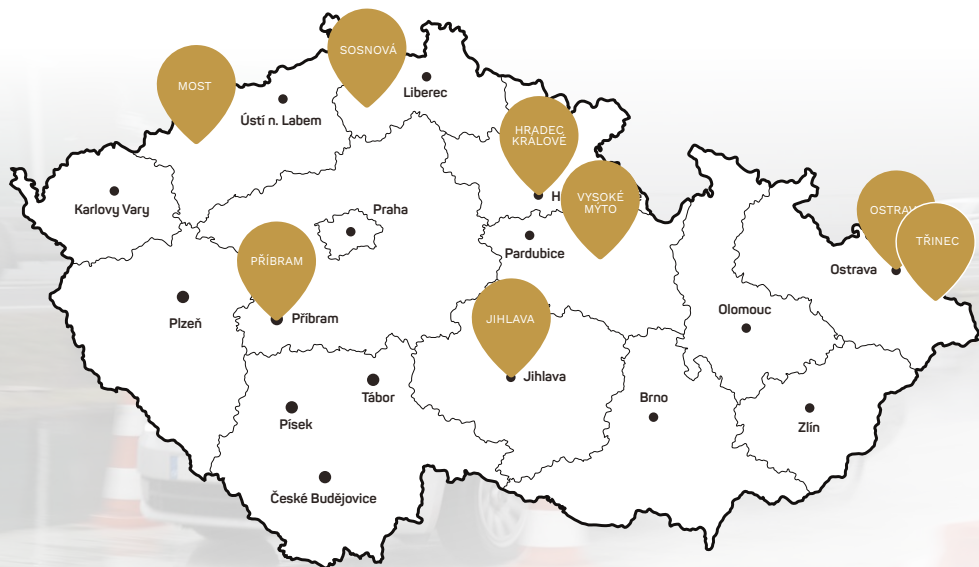 SOSNOVÁ
MOST
Liberec
Ústí n. Labem
HRADEC
KRÁLOVÉ
Karlovy Vary
VYSOKÉ
MÝTO
Praha
OSTRAV
TŘINEC
Pardubice
PŘÍBRAM
Ostrava
Olomouc
Plzeň
Příbram
JIHLAVA
Jihlava
Tábor
Brno
Písek
Zlín
České Budějovice